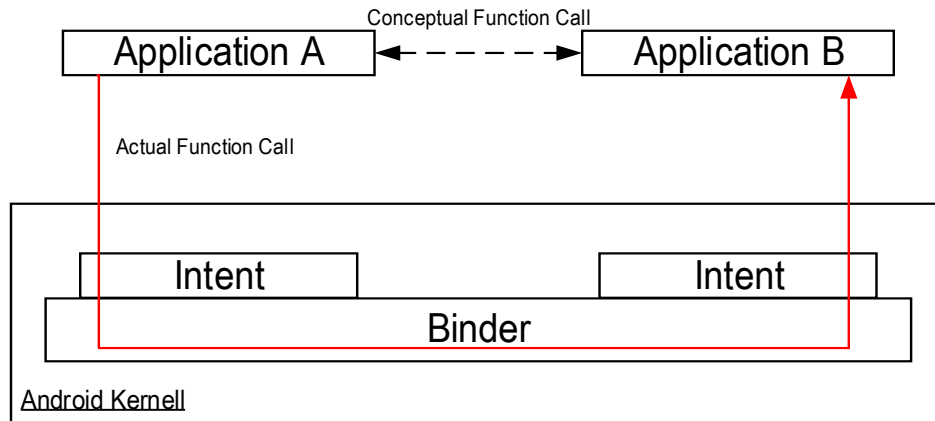 Conceptual Function Call
Application A
Application B
Actual Function Call
Intent
Intent
Binder
Android Kernell